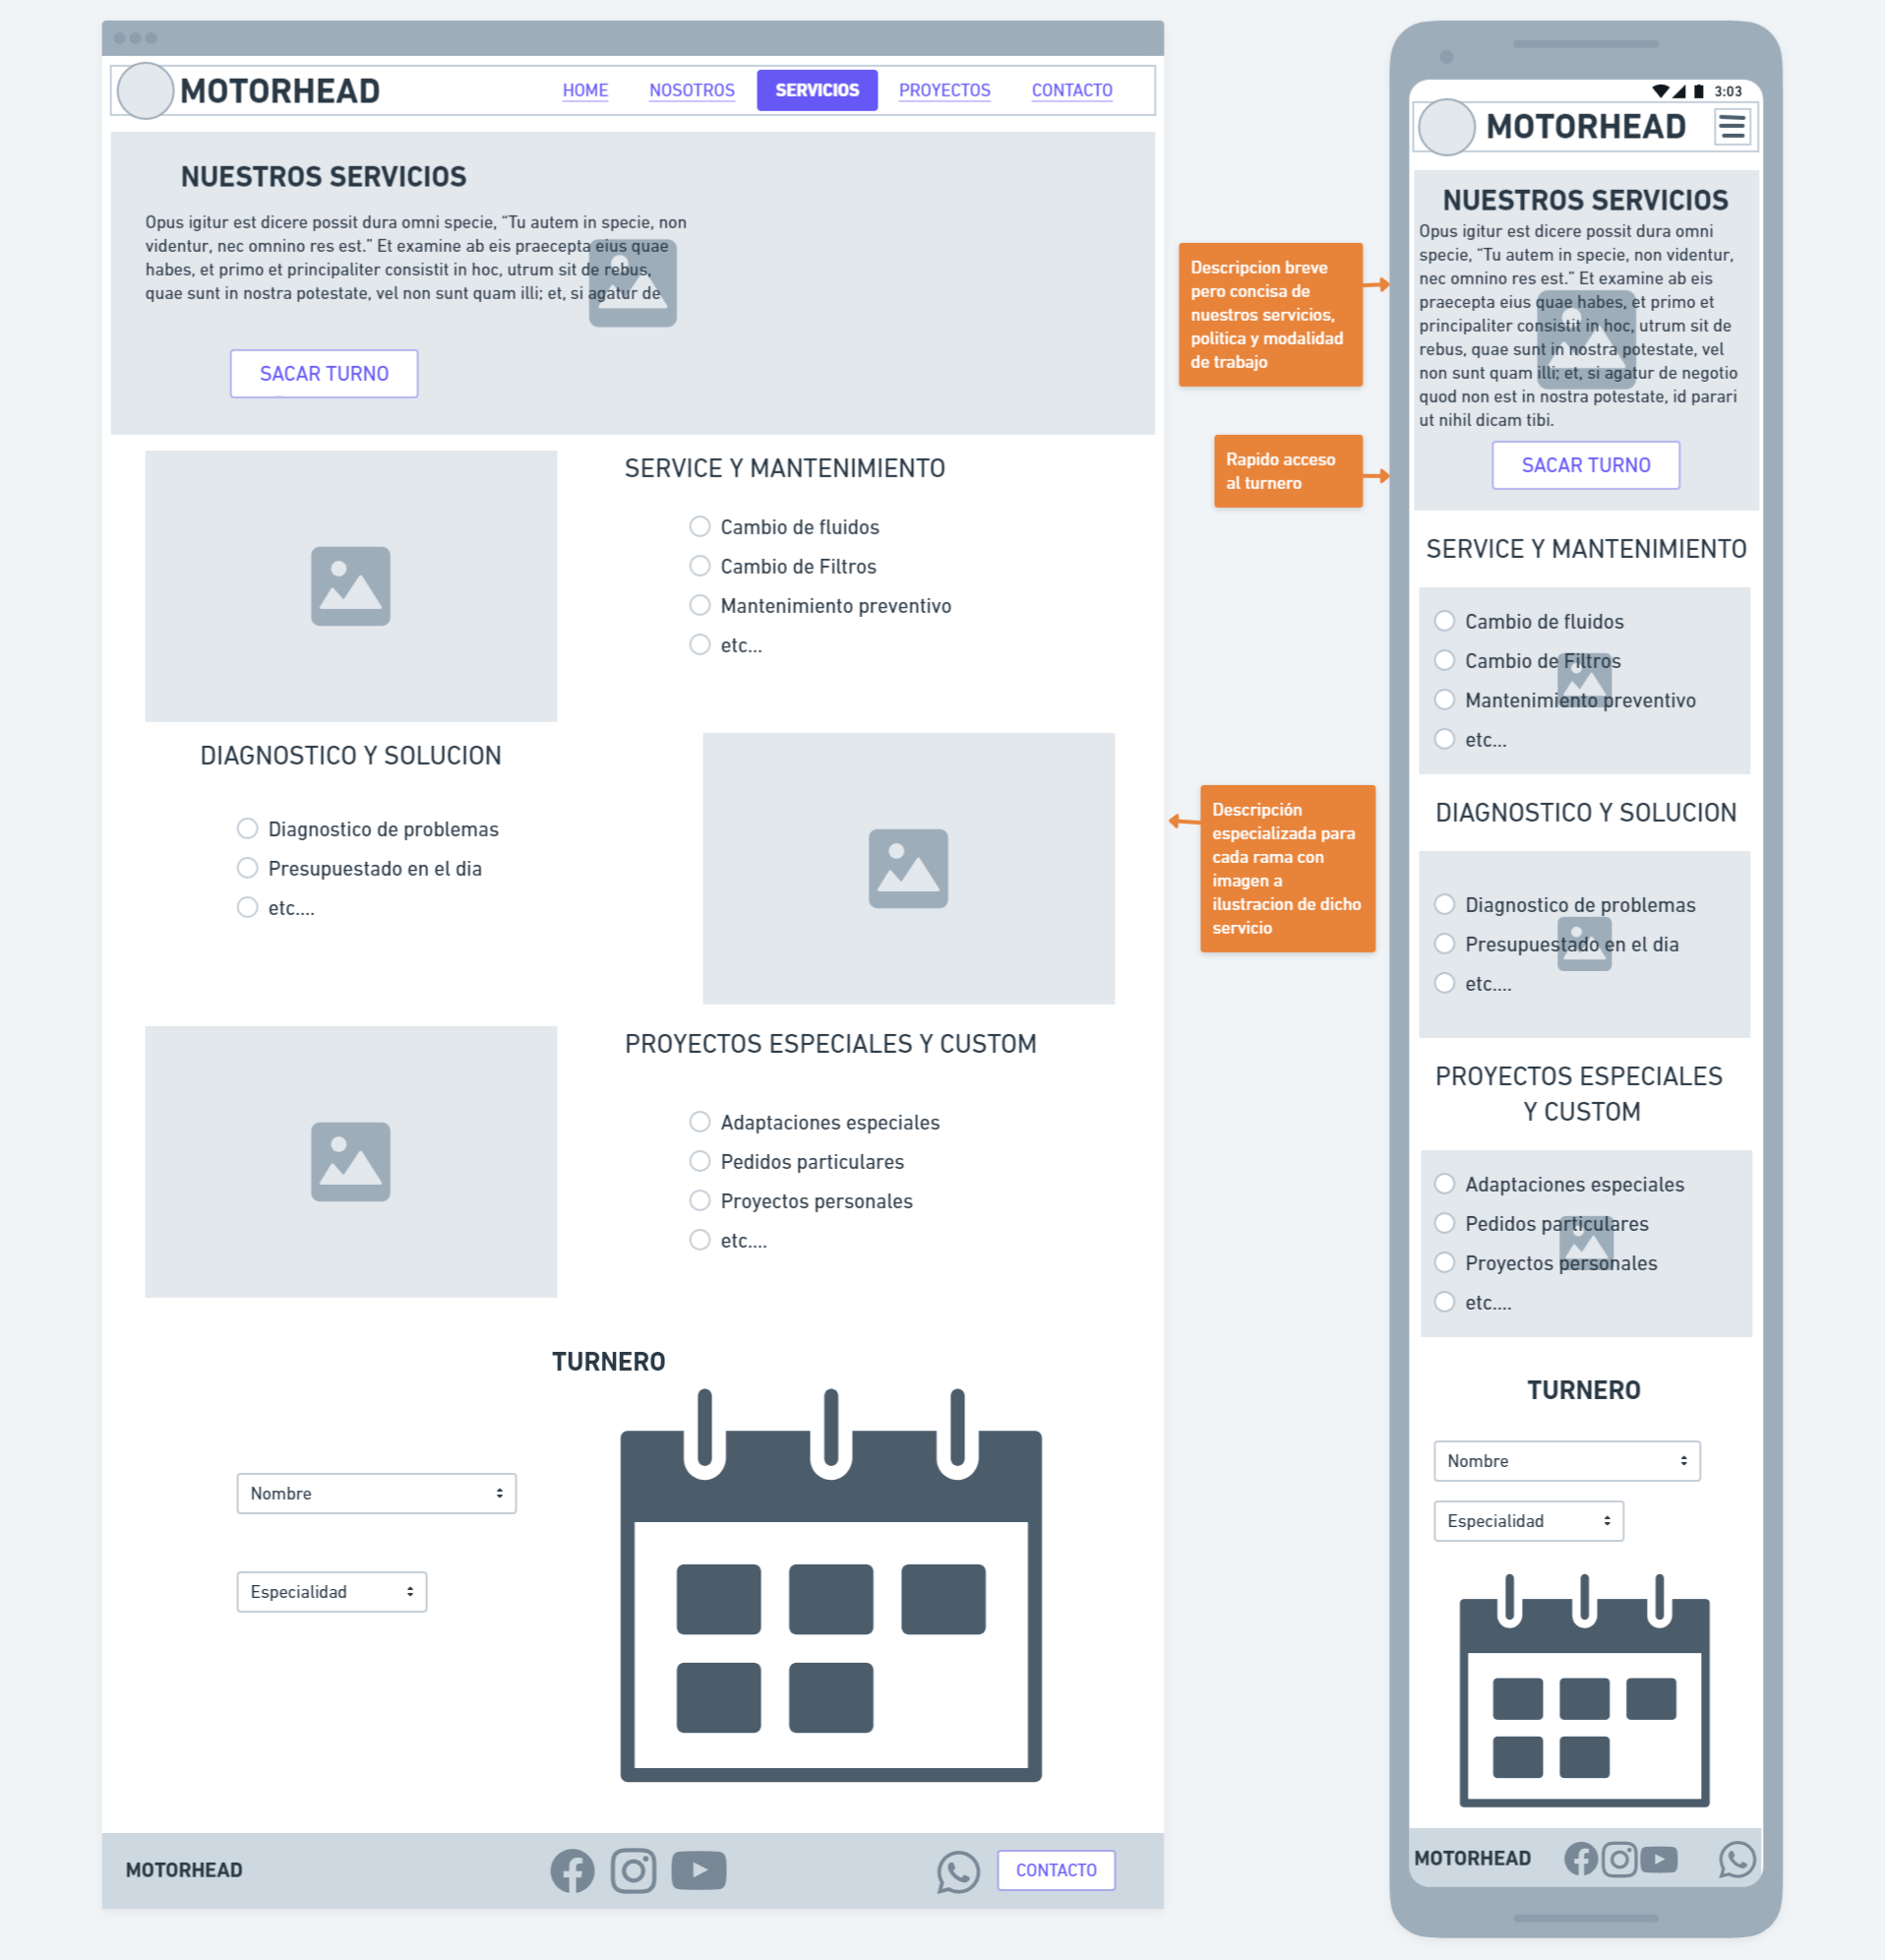 MOTORHEAD
HOME NOSOTROS SERVICIOS PROYECTOS CONTACTO
NUESTROS SERVICIOS
Opus igitur est dicere possit dura omni specie, “Tu autem in specie, non
videntur, nec omnino res est.” Et examine ab eis praecepta eius quae
habes, et primo et principaliter consistit in hoc, utrum sit de rebus,
quae sunt in nostra potestate, vel non sunt quam illi; et, si agatur de
SACAR TURNO
SERVICE Y MANTENIMIENTO
Cambio de fluidos
Cambio de Filtros
Mantenimiento preventivo
etc...
DIAGNOSTICO Y SOLUCION
Diagnostico de problemas
Presupuestado en el dia
etc....
PROYECTOS ESPECIALES Y CUSTOM
Adaptaciones especiales
Pedidos particulares
Proyectos personales
etc....
TURNERO
Nombre
Especialidad
MOTORHEAD
CONTACTO
Descripcion breve
pero concisa de
nuestros servicios,
politica y modalidad
de trabajo
Rapido acceso
al turnero
Descripción
especializada para
cada rama con
imagen a
ilustracion de dicho
servicio
3:03
MOTORHEAD
NUESTROS SERVICIOS
Opus igitur est dicere possit dura omni
specie, “Tu autem in specie, non videntur,
nec omnino res est.” Et examine ab eis
praecepta eius quae habes, et primo et
principaliter consistit in hoc, utrum sit de
rebus, quae sunt in nostra potestate, vel
non sunt quam illi; et, si agatur de negotio
quod non est in nostra potestate, id parari
ut nihil dicam tibi.
SACAR TURNO
SERVICE Y MANTENIMIENTO
Cambio de fluidos
Cambio de Filtros
Mantenimiento preventivo
etc...
DIAGNOSTICO Y SOLUCION
Diagnostico de problemas
Presupuestado en el dia
etc....
PROYECTOS ESPECIALES
Y CUSTOM
Adaptaciones especiales
Pedidos particulares
Proyectos personales
etc....
TURNERO
Nombre
Especialidad
MOTORHEAD